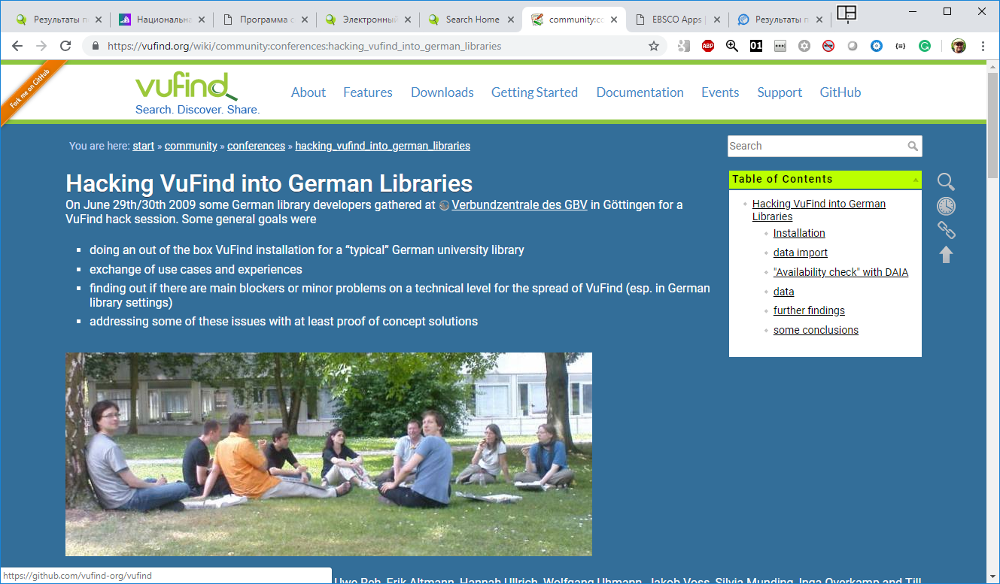 Результаты п
Национальна
Программа с
Электронный
Search Home
community:co
EBSCO Apps |
Результаты п
https://vufind.org/wiki/community:conferences:hacking_vufind_into_german_libraries
ABP
01
Fork me on GitHub
vufind
Search. Discover. Share.
About
Features
Downloads
Getting Started
Documentation
Events
Support
GitHub
You are here: start » community » conferences » hacking_vufind_into_german_libraries
Search
Hacking VuFind into German Libraries
On June 29th/30th 2009 some German library developers gathered at Verbundzentrale des GBV in Göttingen for a
VuFind hack session. Some general goals were
doing an out of the box VuFind installation for a “typical” German university library
exchange of use cases and experiences
finding out if there are main blockers or minor problems on a technical level for the spread of VuFind (esp. in German
library settings)
addressing some of these issues with at least proof of concept solutions
Table of Contents
Hacking VuFind into German
Libraries
Installation
data import
"Availability check" with DAIA
data
further findings
some conclusions
https://github.com/vufind-org/vufind
Uwe Reh, Erik Altmann, Hannah Ullrich, Wolfgang Uhmann, Jakob Voss, Silvia Munding, Inga Overkamp and Till